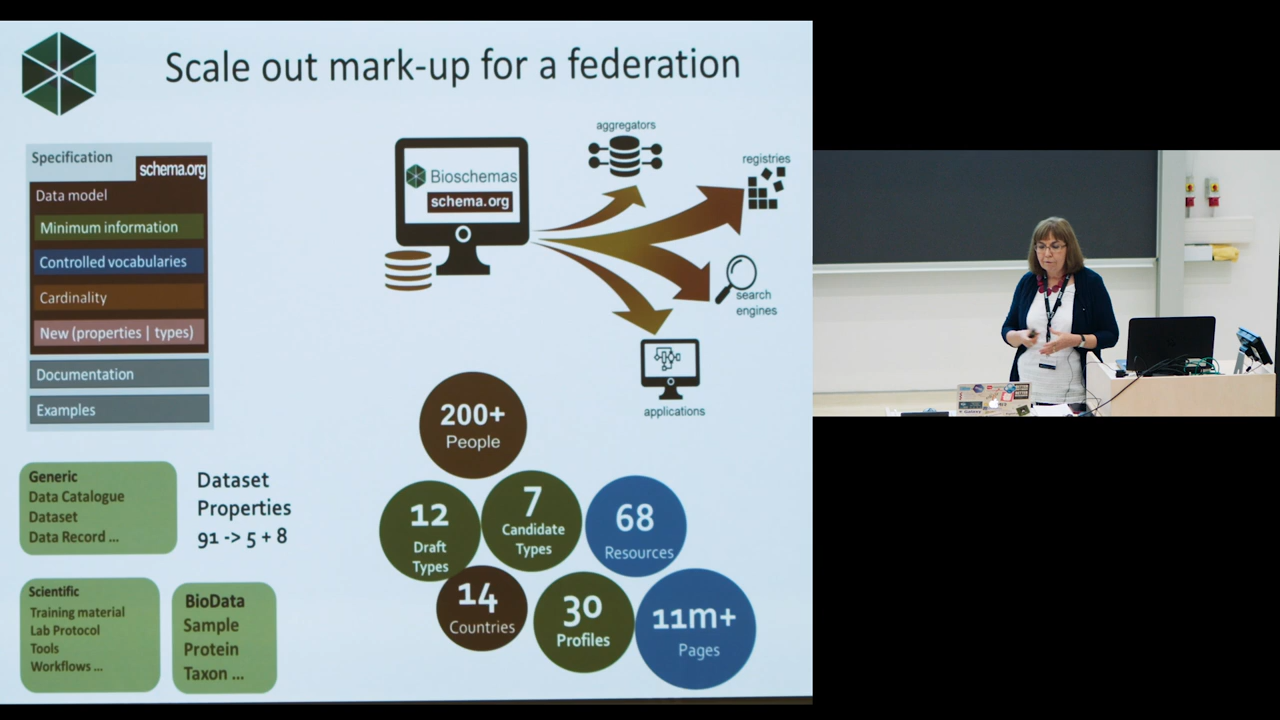 Scale out mark-up for a federation
Specification
schema.org
Data model
Minimum information
Controlled vocabularies
Cardinality
New (properties | types)
Documentation
Examples
Bioschemas
schema.org
aggregators
registries
search
engines
applications
Generic
Data Catalogue
Dataset
Data Record ...
Dataset
Properties
91 -> 5 + 8
Scientific
Training material
Lab Protocol
Tools
Workflows ...
BioData
Sample
Protein
Taxon ...
200+
People
12
Draft
Types
7
Candidate
Types
68
Resources
14
Countries
30
Profiles
11m+
Pages